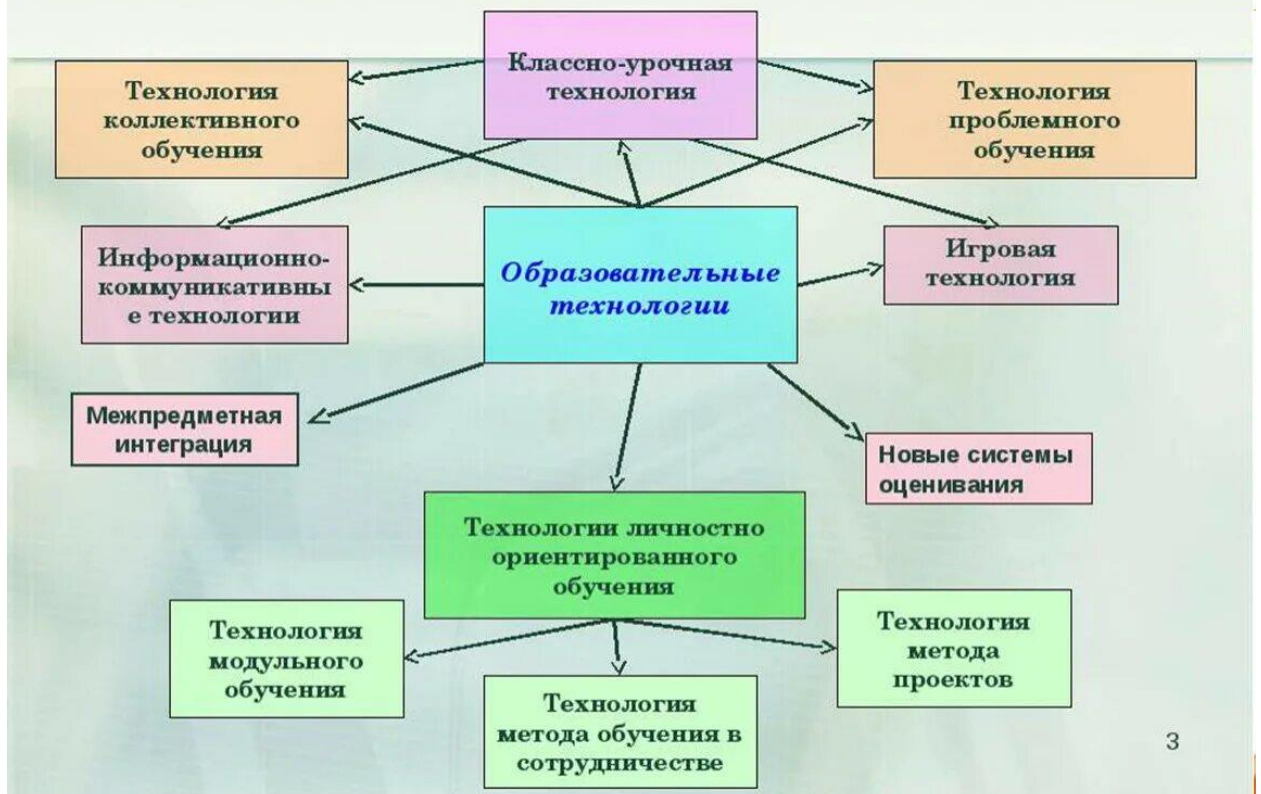 Классно-урочная
технология
Технология
коллективного
обучения
Технология
проблемного
обучения
Информационно-
коммуникативны
е технологии
Образовательные
технологии
Игровая
технология
Межпредметная
интеграция
Новые системы
оценивания
Технологии личностно
ориентированного
обучения
Технология
модульного
обучения
Технология
метода обучения в
сотрудничестве
Технология
метода
проектов
3